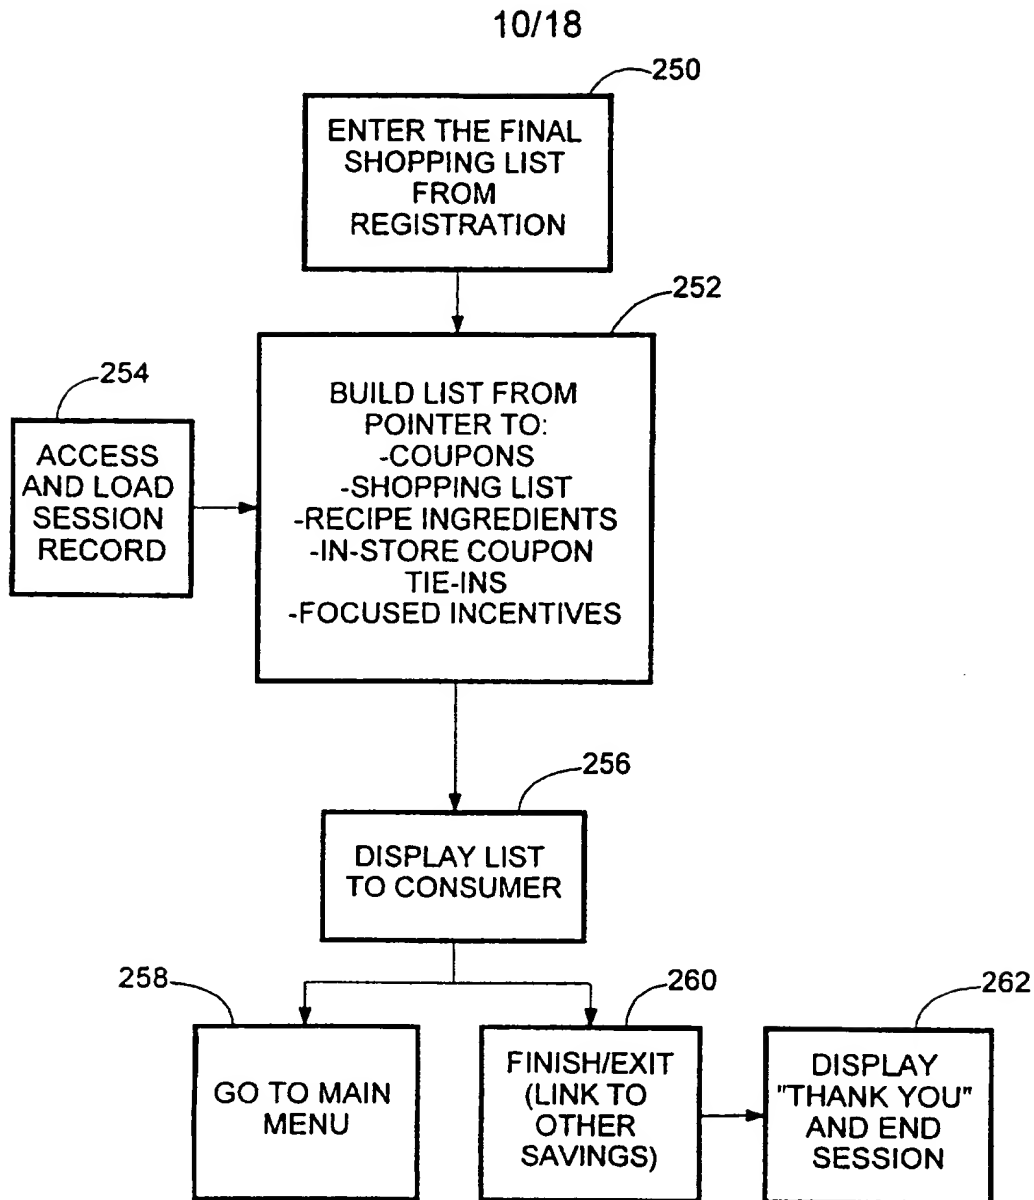 10/18
250
ENTER THE FINAL
SHOPPING LIST
FROM
REGISTRATION
252
BUILD LIST FROM
POINTER TO:
-COUPONS
-SHOPPING LIST
-RECIPE INGREDIENTS
-IN-STORE COUPON
TIE-INS
-FOCUSED INCENTIVES
254
ACCESS
AND LOAD
SESSION
RECORD
256
DISPLAY LIST
TO CONSUMER
258
GO TO MAIN
MENU
260
FINISH/EXIT
(LINK TO
OTHER
SAVINGS)
262
DISPLAY
"THANK YOU"
AND END
SESSION